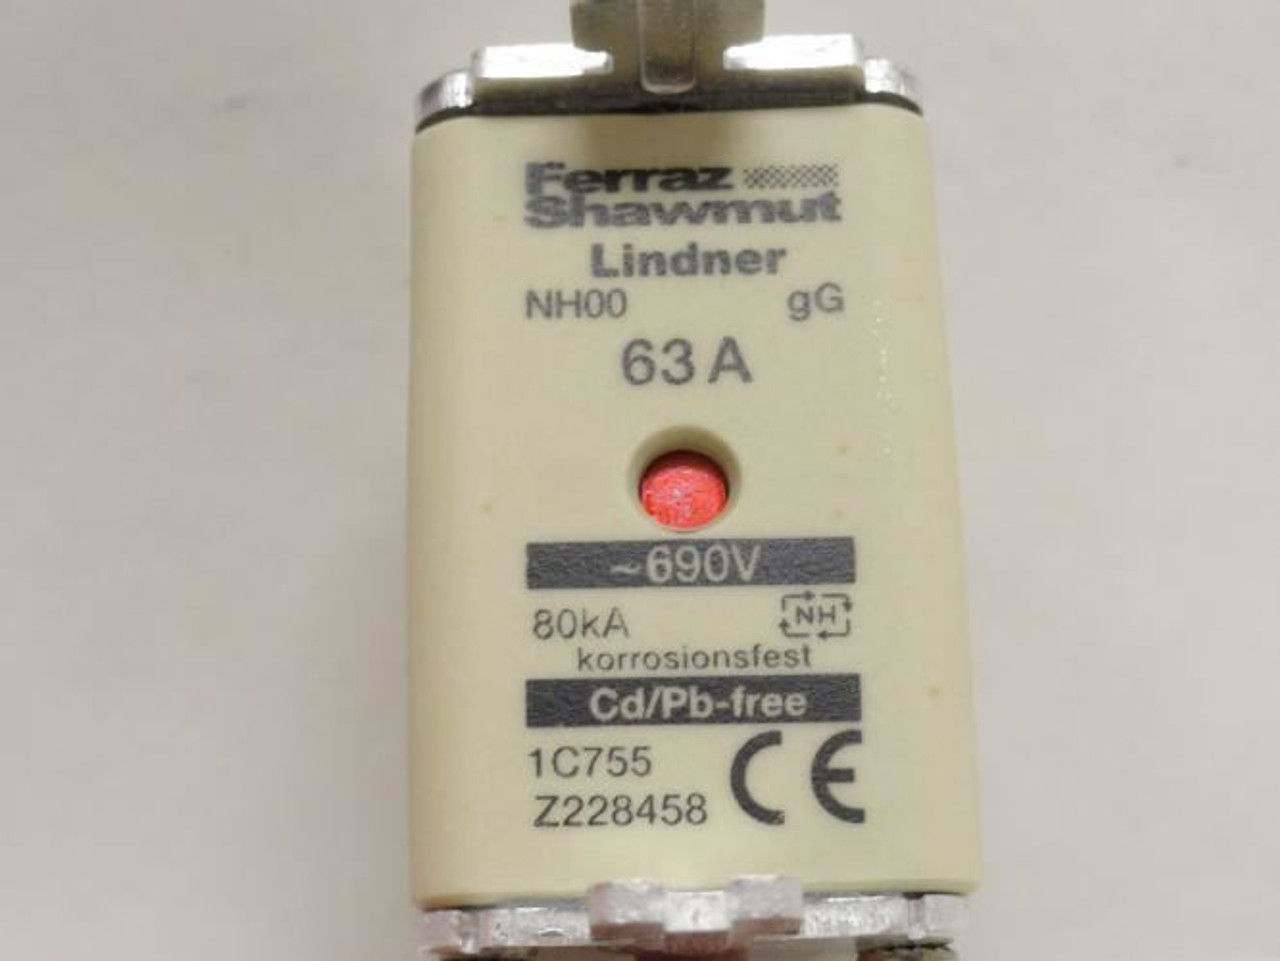 Ferraz
Shawmut
Lindner
NH00 gG
63 A
~690V
80kA NH
korrosionsfest
Cd/Pb-free
1C755
Z228458 CE